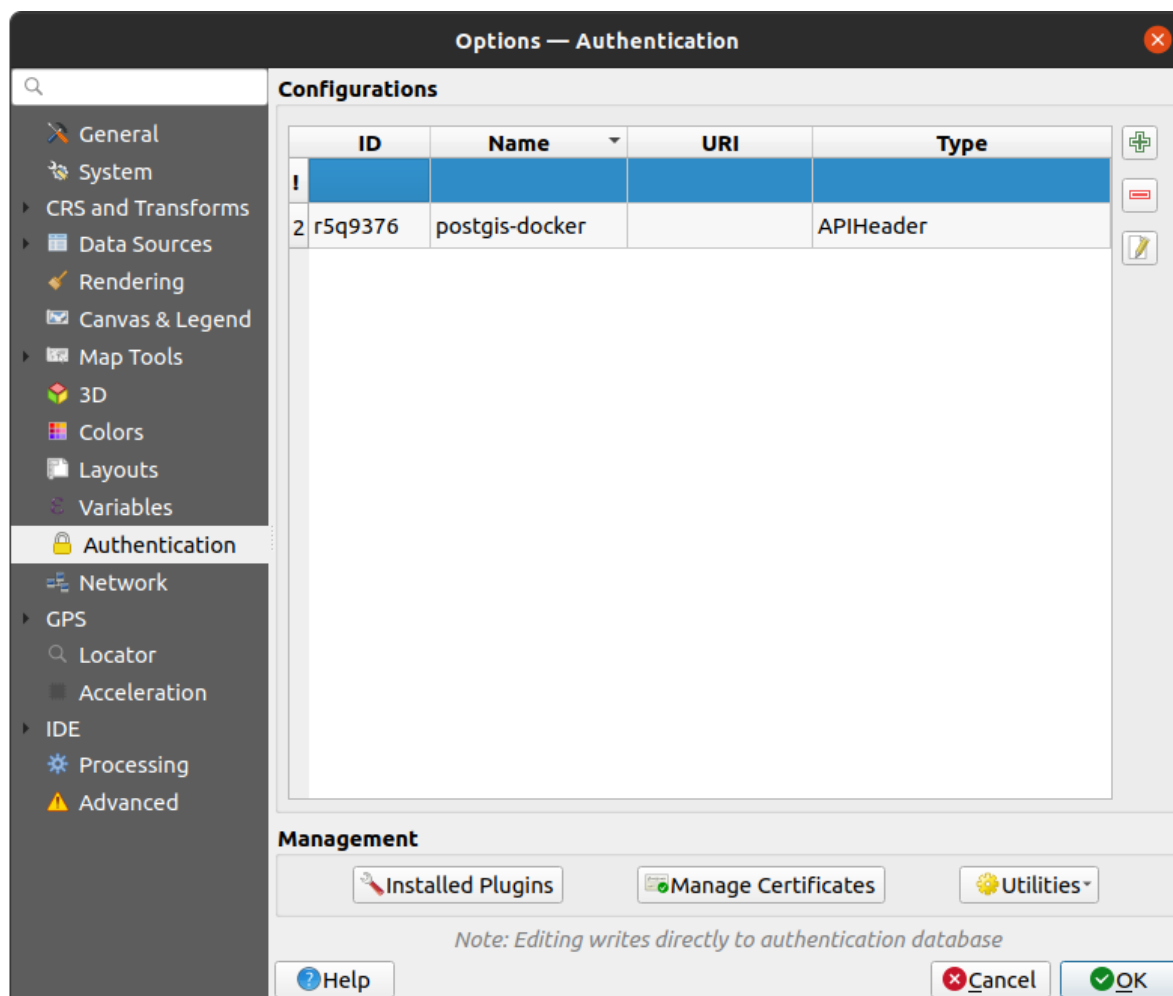 Options — Authentication
Configurations
General
System
CRS and Transforms
Data Sources
Rendering
Canvas & Legend
Map Tools
3D
Colors
Layouts
Variables
Authentication
Network
GPS
Locator
Acceleration
IDE
Processing
Advanced
ID Name URI Type
!
2 r5q9376 postgis-docker APIHeader
Management
Installed Plugins Manage Certificates Utilities
Note: Editing writes directly to authentication database
Help Cancel OK